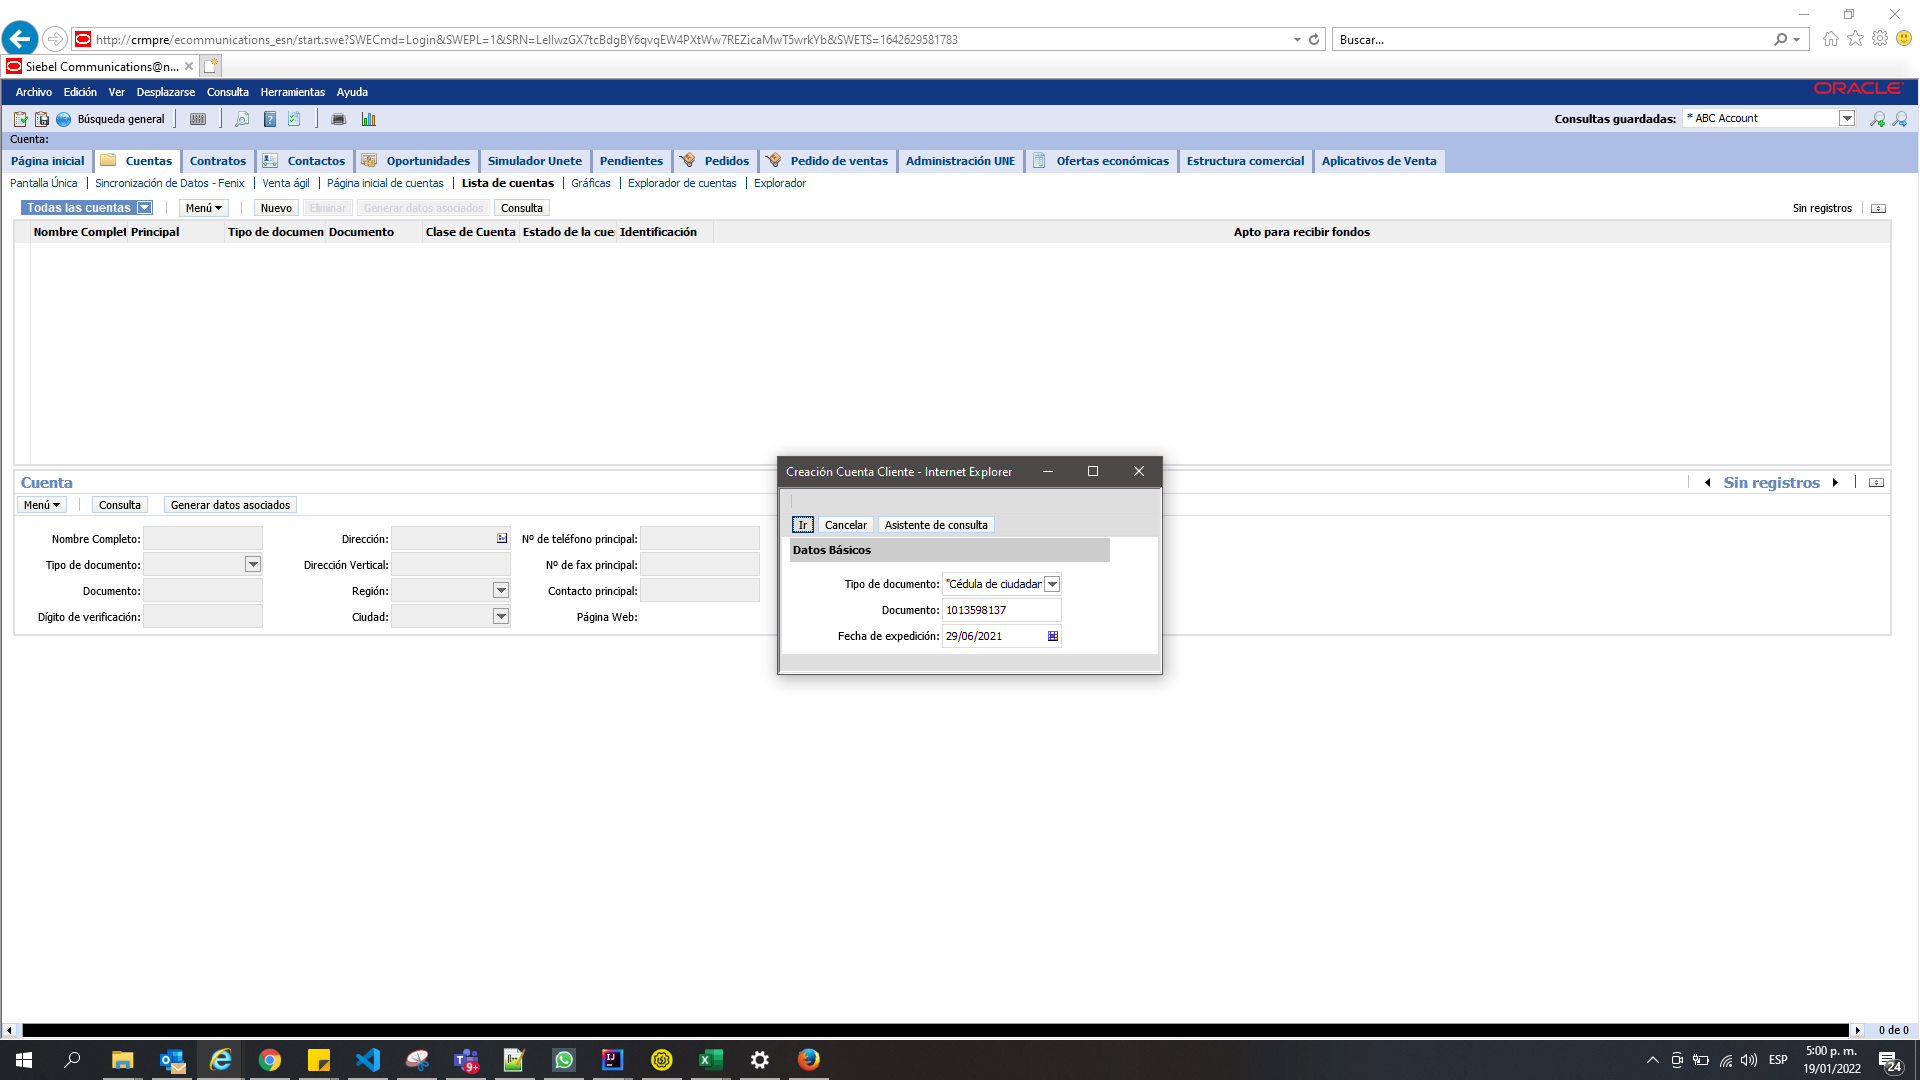 http://crmpre/ecommunications_esn/start.swe?SWECmd=Login&SWEPL=1&SRN=LeIlwzGX7tcBdgBY6qvqEW4PXtWw7REZicaMwT5wrkYb&SWETS=1642629581783
Buscar...
Siebel Communications@n...
Archivo Edición Ver Desplazarse Consulta Herramientas Ayuda
ORACLE
Búsqueda general
Consultas guardadas: * ABC Account
Cuenta:
Página inicial Cuentas Contratos Contactos Oportunidades Simulador Unete Pendientes Pedidos Pedido de ventas Administración UNE Ofertas económicas Estructura comercial Aplicativos de Venta
Pantalla Única Sincronización de Datos - Fenix Venta ágil Página inicial de cuentas Lista de cuentas Gráficas Explorador de cuentas Explorador
Todas las cuentas Menú Nuevo Eliminar Generar datos asociados Consulta Sin registros
Nombre Complet Principal Tipo de documen Documento Clase de Cuenta Estado de la cue Identificación Apto para recibir fondos
Creación Cuenta Cliente - Internet Explorer
Ir Cancelar Asistente de consulta
Datos Básicos
Tipo de documento: "Cédula de ciudadan
Documento: 1013598137
Fecha de expedición: 29/06/2021
Cuenta
Sin registros
Menú Consulta Generar datos asociados
Nombre Completo: Dirección: Nº de teléfono principal:
Tipo de documento: Dirección Vertical: Nº de fax principal:
Documento: Región: Contacto principal:
Dígito de verificación: Ciudad: Página Web:
0 de 0
9+
ESP
5:00 p. m.
19/01/2022
24